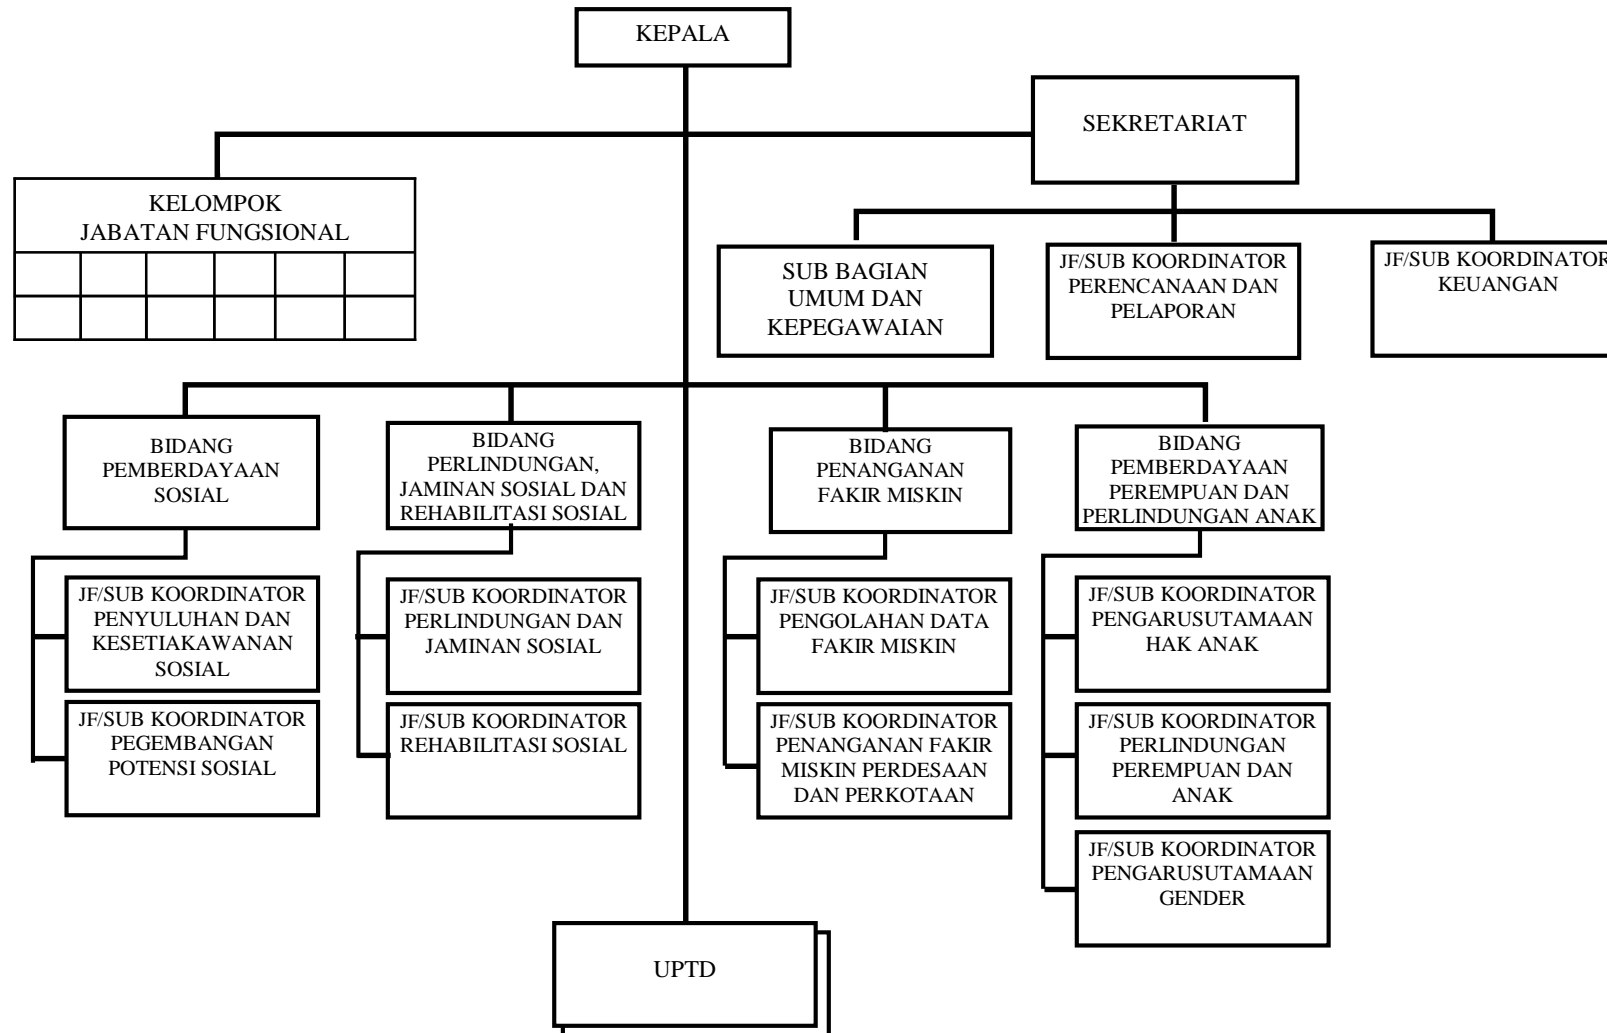 KEPALA
SEKRETARIAT
KELOMPOK
JABATAN FUNGSIONAL
SUB BAGIAN
UMUM DAN
KEPEGAWAIAN
JF/SUB KOORDINATOR
PERENCANAAN DAN
PELAPORAN
JF/SUB KOORDINATOR
KEUANGAN
BIDANG
PEMBERDAYAAN
SOSIAL
BIDANG
PERLINDUNGAN,
JAMINAN SOSIAL DAN
REHABILITASI SOSIAL
BIDANG
PENANGANAN
FAKIR MISKIN
BIDANG
PEMBERDAYAAN
PEREMPUAN DAN
PERLINDUNGAN ANAK
JF/SUB KOORDINATOR
PENYULUHAN DAN
KESETIAKAWANAN
SOSIAL
JF/SUB KOORDINATOR
PERLINDUNGAN DAN
JAMINAN SOSIAL
JF/SUB KOORDINATOR
PENGOLAHAN DATA
FAKIR MISKIN
JF/SUB KOORDINATOR
PENGARUSUTAMAAN
HAK ANAK
JF/SUB KOORDINATOR
PEGEMBANGAN
POTENSI SOSIAL
JF/SUB KOORDINATOR
REHABILITASI SOSIAL
JF/SUB KOORDINATOR
PENANGANAN FAKIR
MISKIN PERDESAAN
DAN PERKOTAAN
JF/SUB KOORDINATOR
PERLINDUNGAN
PEREMPUAN DAN
ANAK
JF/SUB KOORDINATOR
PENGARUSUTAMAAN
GENDER
UPTD